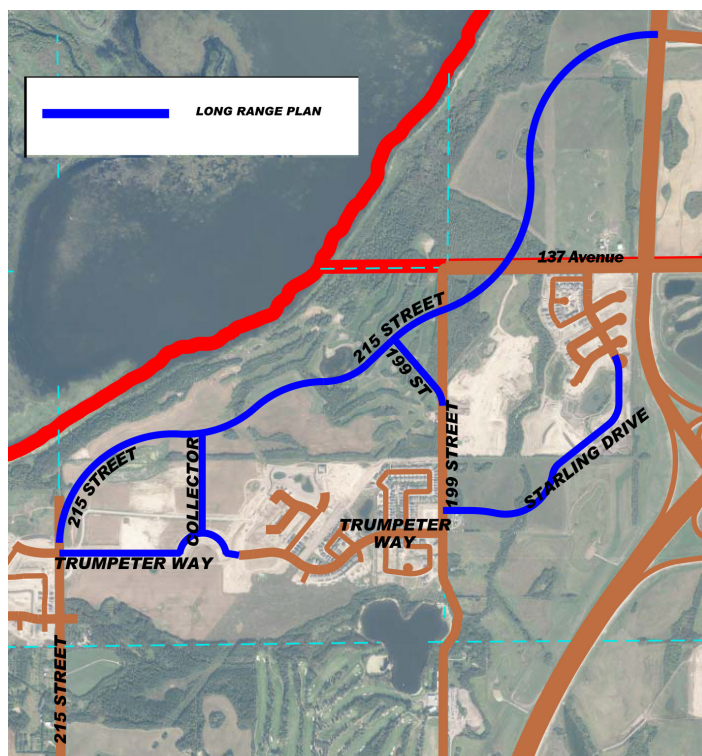 LONG RANGE PLAN
137 Avenue
215 STREET
199 ST
199 STREET
STARLING DRIVE
215 STREET
COLLECTOR
TRUMPETER
WAY
TRUMPETER WAY
215 STREET